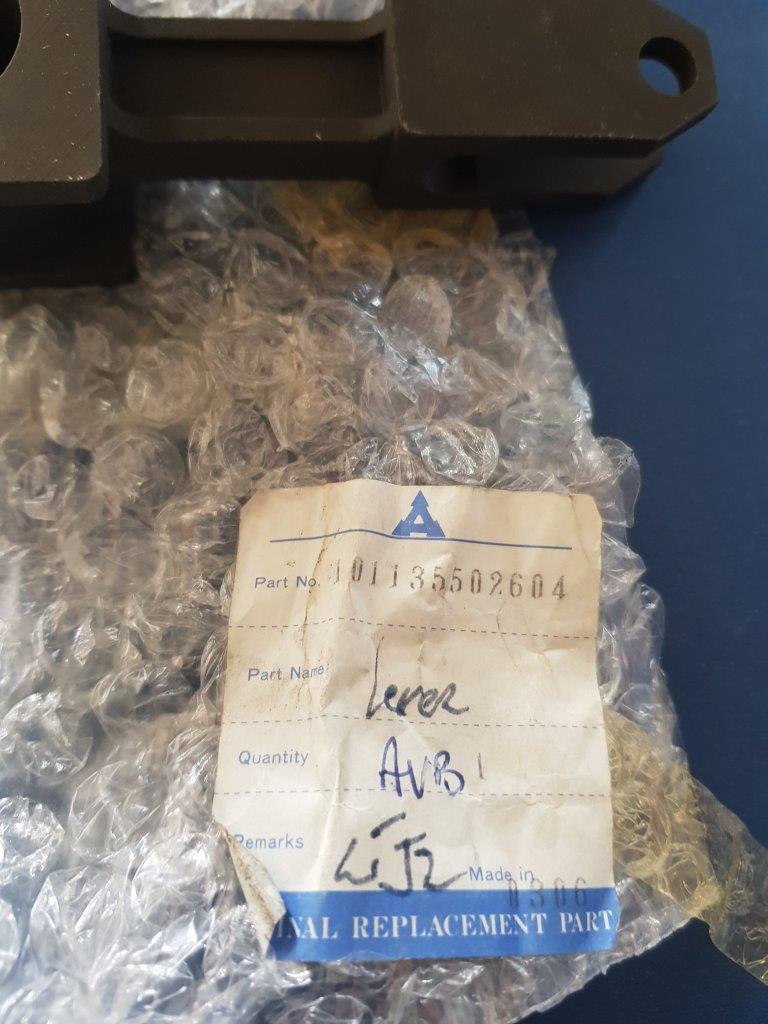 A
Part No. 101135502604
Part Name Lever
Quantity AVB 1
Remarks
Made in
0306
INAL REPLACEMENT PART